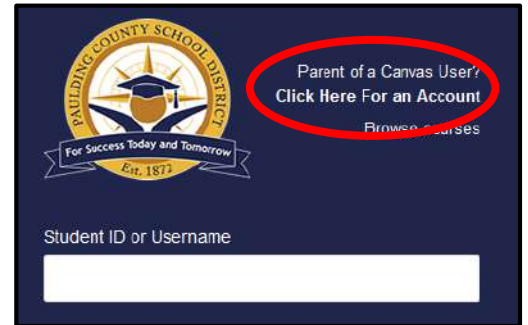 PAULDING COUNTY SCHOOL DISTRICT
For Success Today and Tomorrow
Est. 1872
Parent of a Canvas User?
Click Here For an Account
Browse courses
Student ID or Username